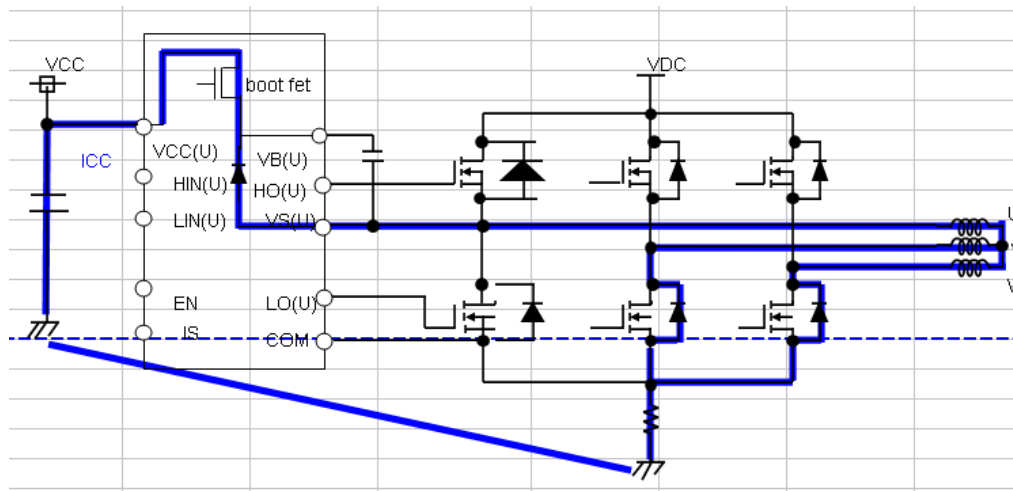 VCC
VDC
boot fet
ICC
VCC(U)
VB(U)
HIN(U)
HO(U)
LIN(U)
VS(U)
U
EN
LO(U)
IS
COM